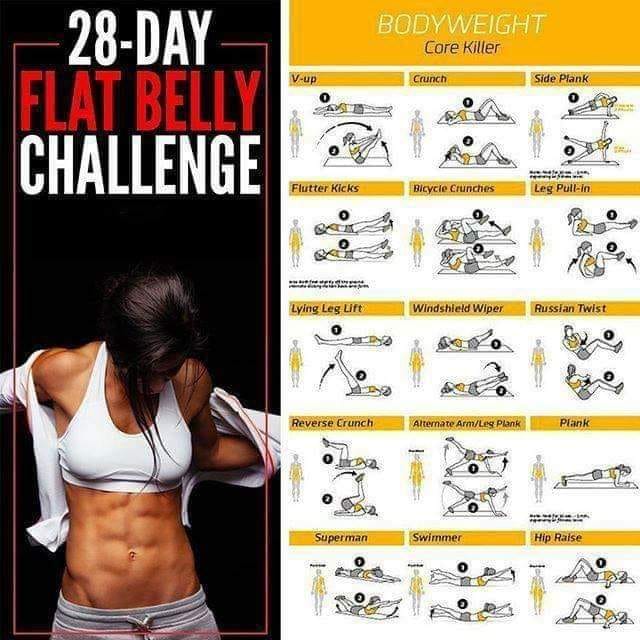 28-DAY
FLAT BELLY
CHALLENGE
BODYWEIGHT
Core Killer
V-up
Crunch
Side Plank
Flutter Kicks
Bicycle Crunches
Leg Pull-in
Lying Leg Lift
Windshield Wiper
Russian Twist
Reverse Crunch
Alternate Arm/Leg Plank
Plank
Superman
Swimmer
Hip Raise